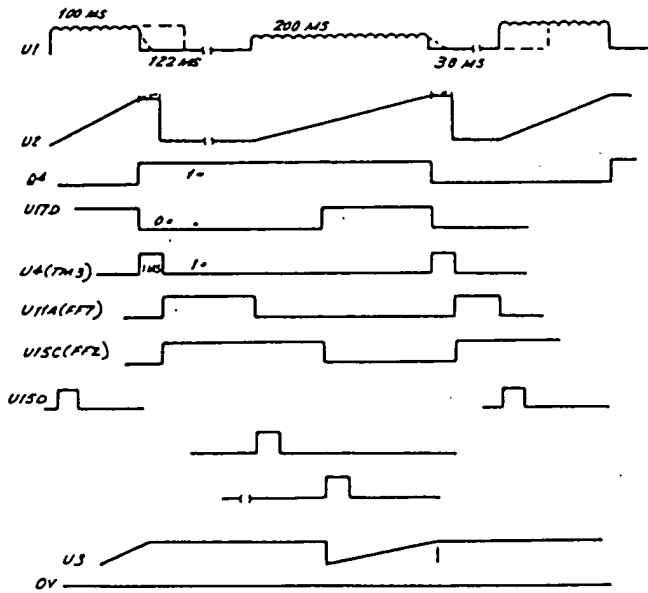 100 MS
200 MS
U1
122 MS
38 MS
U2
Q4
1.
U17D
0.
U4(TM3)
1MS
1.
U11A(FF7)
U15C(FF2)
U15D
U3
0V